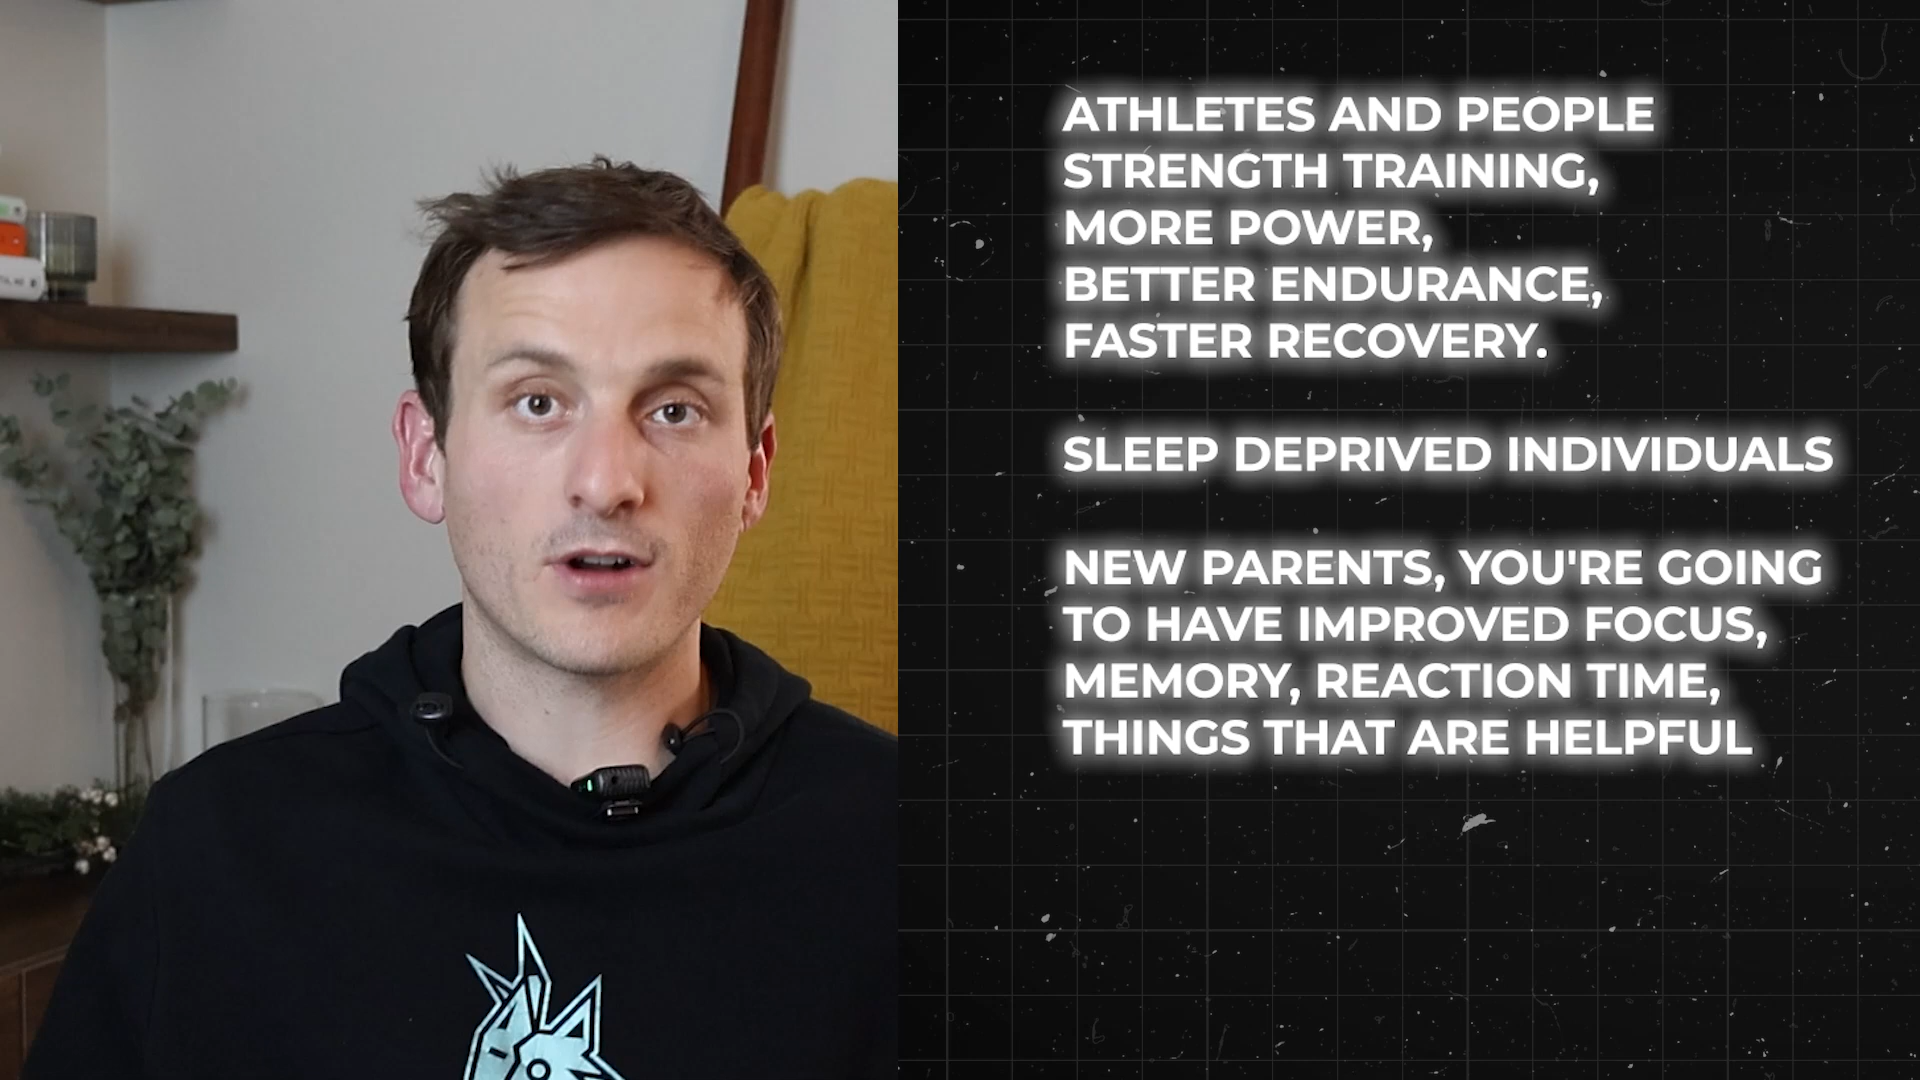 ATHLETES AND PEOPLE
STRENGTH TRAINING,
MORE POWER,
BETTER ENDURANCE,
FASTER RECOVERY.
SLEEP DEPRIVED INDIVIDUALS
NEW PARENTS, YOU'RE GOING
TO HAVE IMPROVED FOCUS,
MEMORY, REACTION TIME,
THINGS THAT ARE HELPFUL